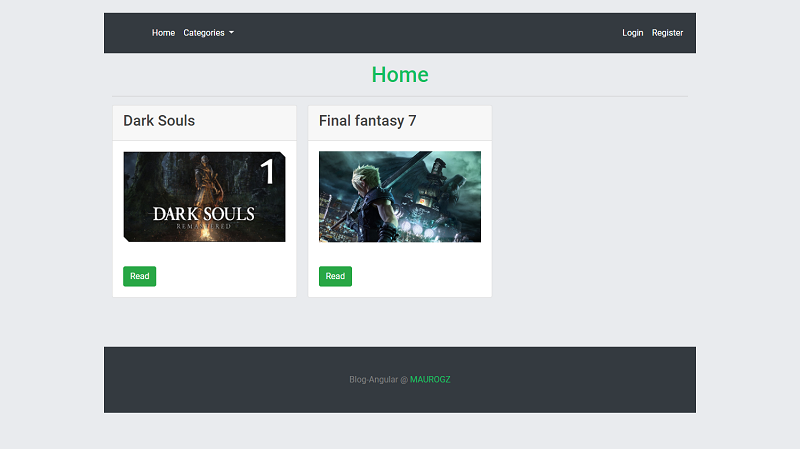 Home Categories Login Register
Home
Dark Souls
Final fantasy 7
1
DARK SOULS
REMASTERED
Read
Read
Blog-Angular @ MAUROGZ